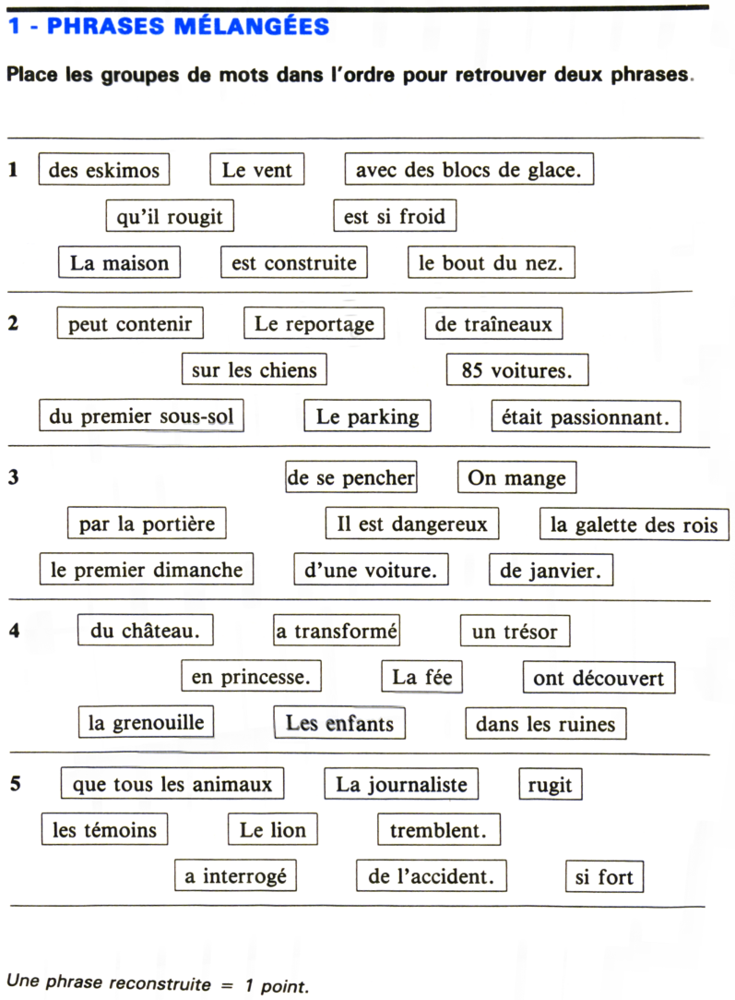 1 - PHRASES MÉLANGÉES
Place les groupes de mots dans l'ordre pour retrouver deux phrases.
1 des eskimos Le vent avec des blocs de glace.
qu'il rougit est si froid
La maison est construite le bout du nez.
2 peut contenir Le reportage de traîneaux
sur les chiens 85 voitures.
du premier sous-sol Le parking était passionnant.
3 de se pencher On mange
par la portière Il est dangereux la galette des rois
le premier dimanche d'une voiture. de janvier.
4 du château. a transformé un trésor
en princesse. La fée ont découvert
la grenouille Les enfants dans les ruines
5 que tous les animaux La journaliste rugit
les témoins Le lion tremblent.
a interrogé de l'accident. si fort
Une phrase reconstruite = 1 point.